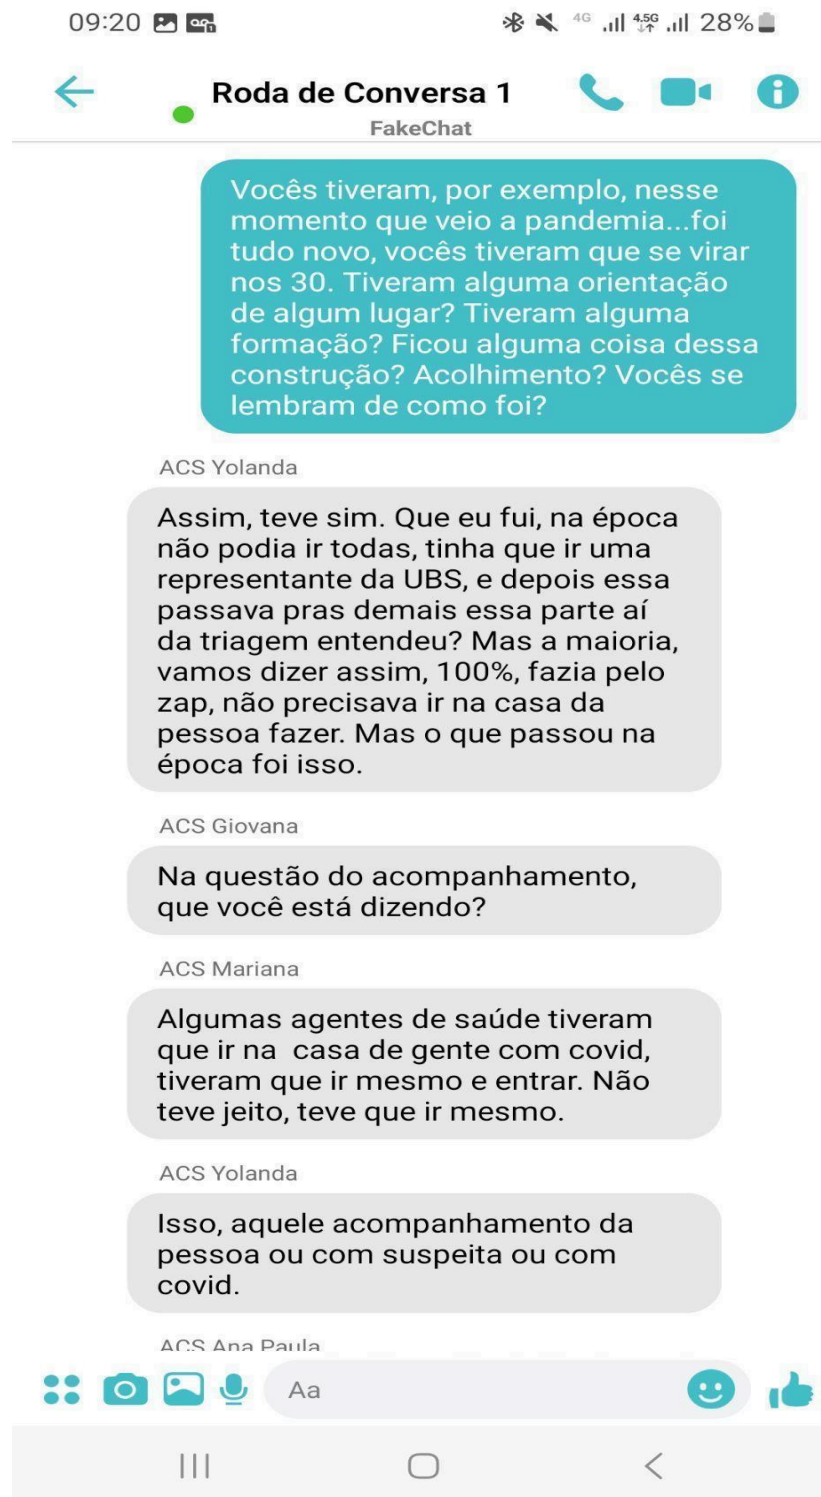 09:20
4G 4.5G 28%
Roda de Conversa 1
FakeChat
Vocês tiveram, por exemplo, nesse
momento que veio a pandemia...foi
tudo novo, vocês tiveram que se virar
nos 30. Tiveram alguma orientação
de algum lugar? Tiveram alguma
formação? Ficou alguma coisa dessa
construção? Acolhimento? Vocês se
lembram de como foi?
ACS Yolanda
Assim, teve sim. Que eu fui, na época
não podia ir todas, tinha que ir uma
representante da UBS, e depois essa
passava pras demais essa parte aí
da triagem entendeu? Mas a maioria,
vamos dizer assim, 100%, fazia pelo
zap, não precisava ir na casa da
pessoa fazer. Mas o que passou na
época foi isso.
ACS Giovana
Na questão do acompanhamento,
que você está dizendo?
ACS Mariana
Algumas agentes de saúde tiveram
que ir na  casa de gente com covid,
tiveram que ir mesmo e entrar. Não
teve jeito, teve que ir mesmo.
ACS Yolanda
Isso, aquele acompanhamento da
pessoa ou com suspeita ou com
covid.
ACS Ana Paula
Aa